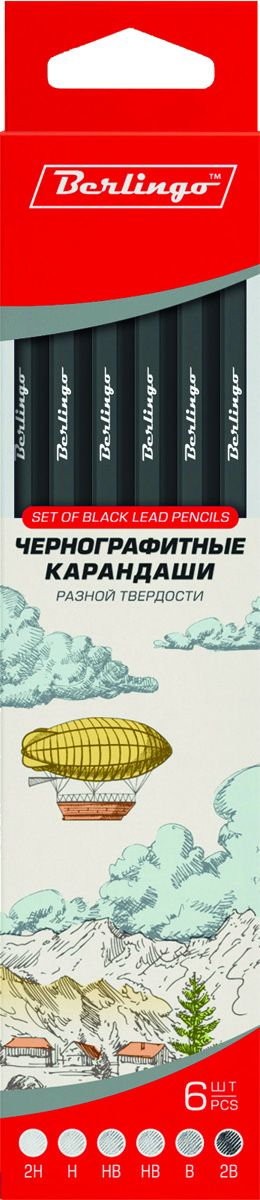 Berlingo™
Berlingo Berlingo Berlingo Berlingo Berlingo Berlingo
SET OF BLACK LEAD PENCILS
ЧЕРНОГРАФИТНЫЕ
КАРАНДАШИ
РАЗНОЙ ТВЕРДОСТИ
6 ШТ
PCS
2H H HB HB B 2B